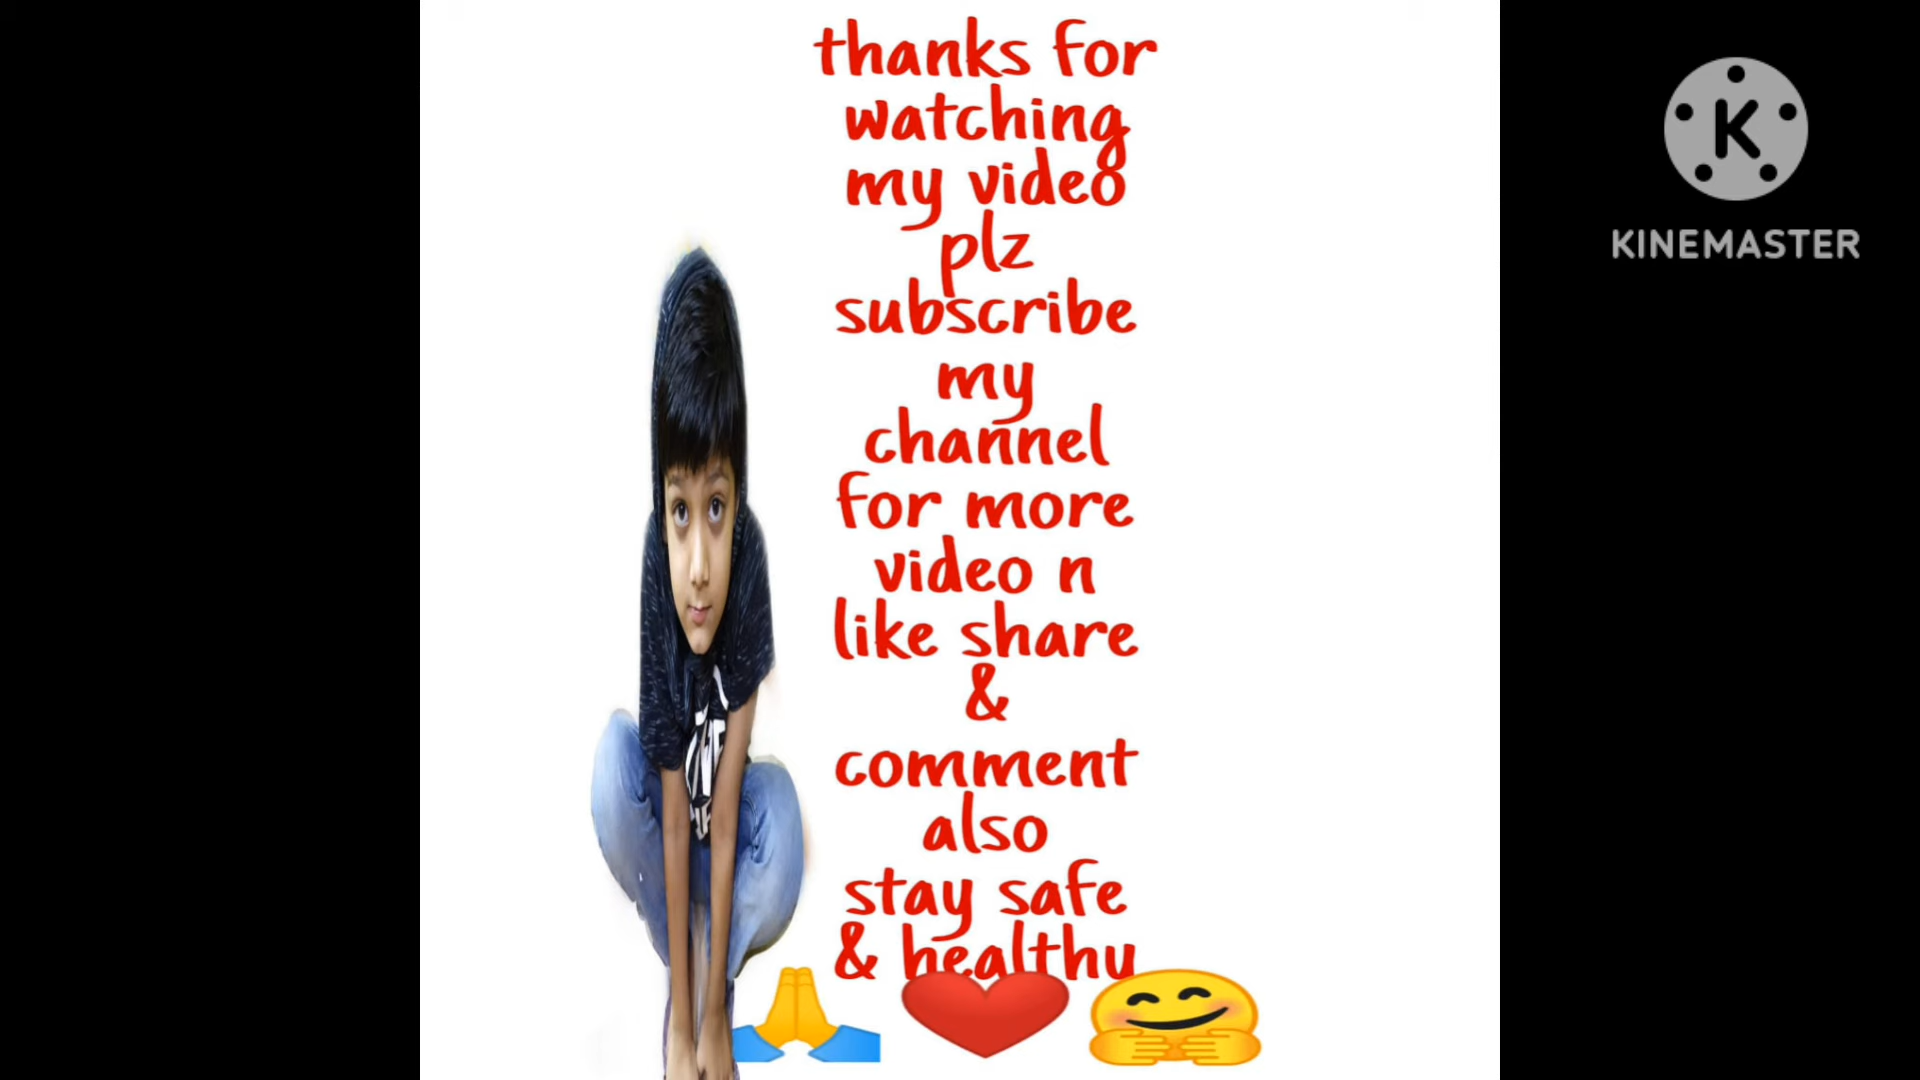 thanks for
watching
my video
plz
subscribe
my
channel
for more
video n
like share
&
comment
also
stay safe
& healthy
K
KINEMASTER